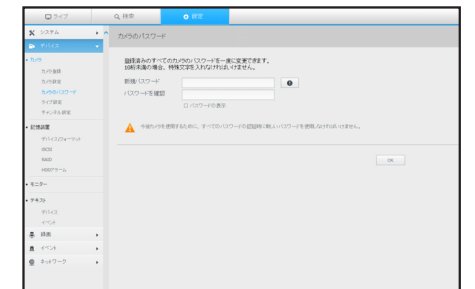 ライブ
検索
設定
システム
デバイス
カメラ
カメラ登録
カメラ設定
カメラのパスワード
ライブ設定
チャンネル設定
記憶装置
デバイス/フォーマット
iSCSI
RAID
HDDアラーム
モニター
テキスト
デバイス
イベント
録画
イベント
ネットワーク
カメラのパスワード
登録済みのすべてのカメラのパスワードを一度に変更できます。
10桁未満の場合、特殊文字を入れなければいけません。
新規パスワード
パスワードを確認
パスワードの表示
今後カメラを使用するために、すべてのパスワードの認証時に新しいパスワードを使用しなければいけません。
OK